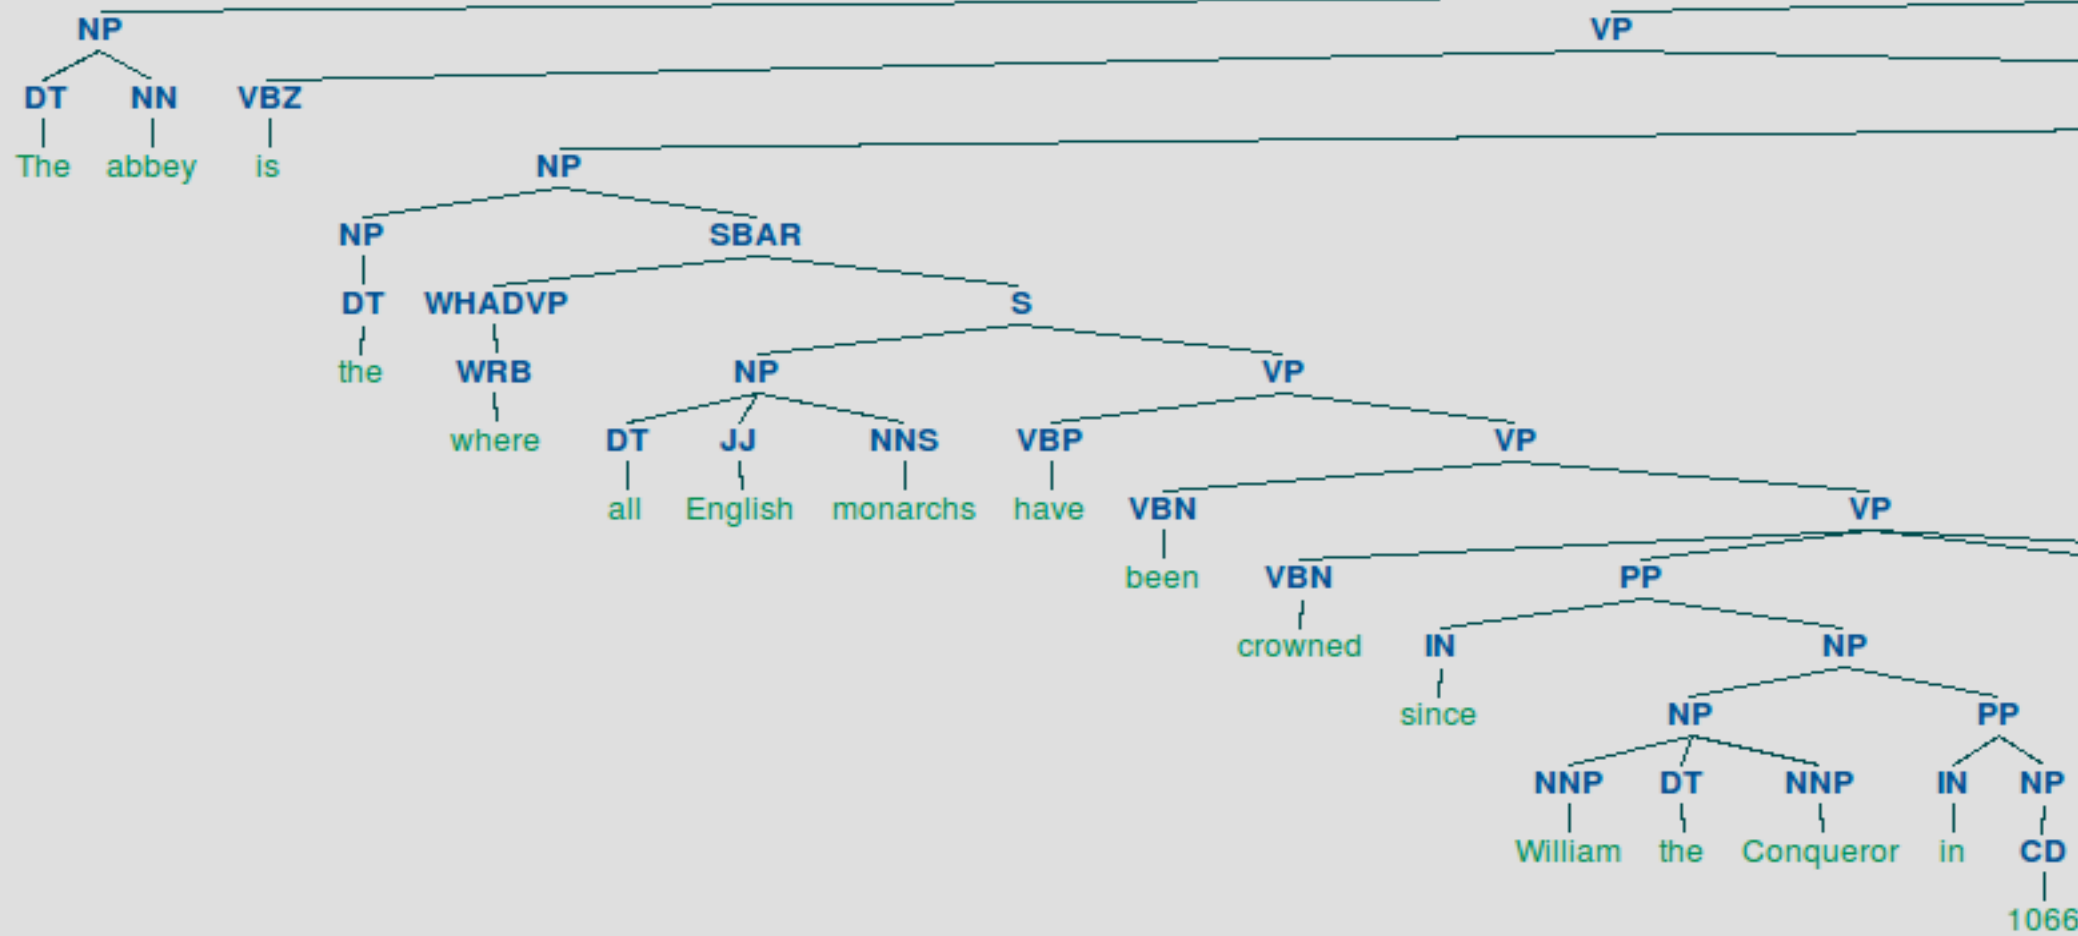 NP VP
DT NN VBZ
The abbey is NP
NP SBAR
DT WHADVP S
the WRB NP VP
where DT JJ NNS VBP VP
all English monarchs have VBN VP
been VBN PP
crowned IN NP
since NP PP
NNP DT NNP IN NP
William the Conqueror in CD
1066